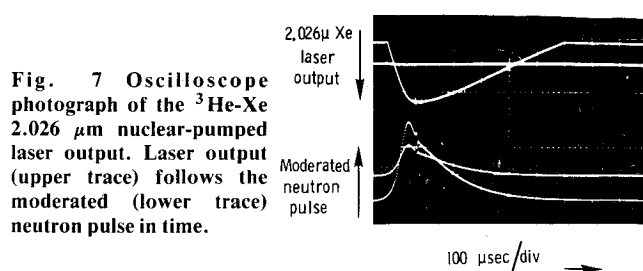 Fig. 7 Oscilloscope
photograph of the ³He-Xe
2.026 μm nuclear-pumped
laser output. Laser output
(upper trace) follows the
moderated (lower trace)
neutron pulse in time.
2,026μ Xe
laser
output
Moderated
neutron
pulse
100 μsec/div